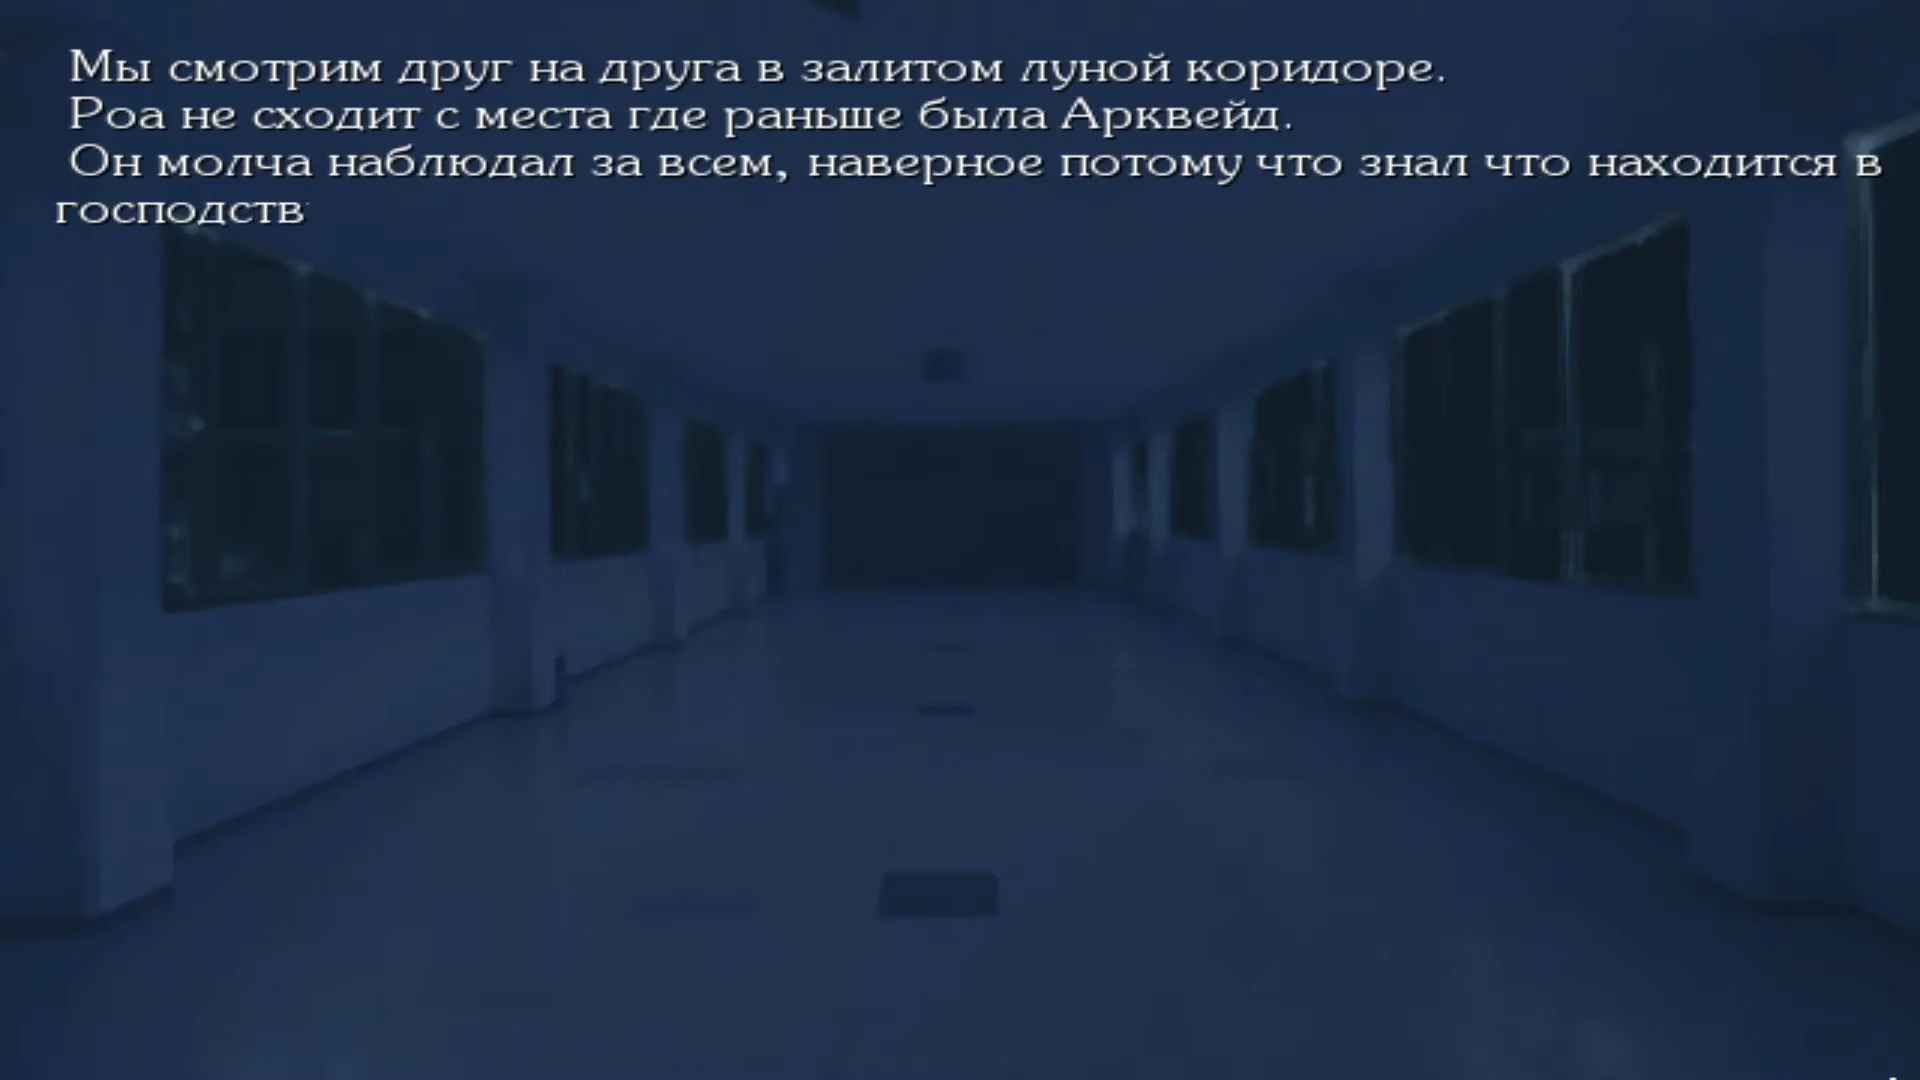 Мы смотрим друг на друга в залитом луной коридоре.
Роа не сходит с места где раньше была Арквейд.
Он молча наблюдал за всем, наверное потому что знал что находится в
господств